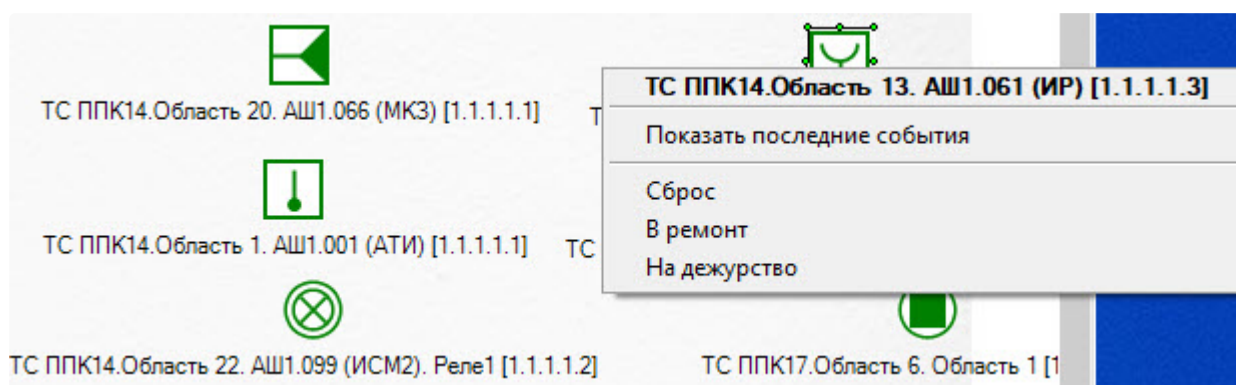 ТС ППК14.Область 20. АШ1.066 (МКЗ) [1.1.1.1.1]
Т
ТС ППК14.Область 13. АШ1.061 (ИР) [1.1.1.1.3]
Показать последние события
Сброс
В ремонт
На дежурство
ТС ППК14.Область 1. АШ1.001 (АТИ) [1.1.1.1.1]
ТС
ТС ППК14.Область 22. АШ1.099 (ИСМ2). Реле1 [1.1.1.1.2]
ТС ППК17.Область 6. Область 1 [1